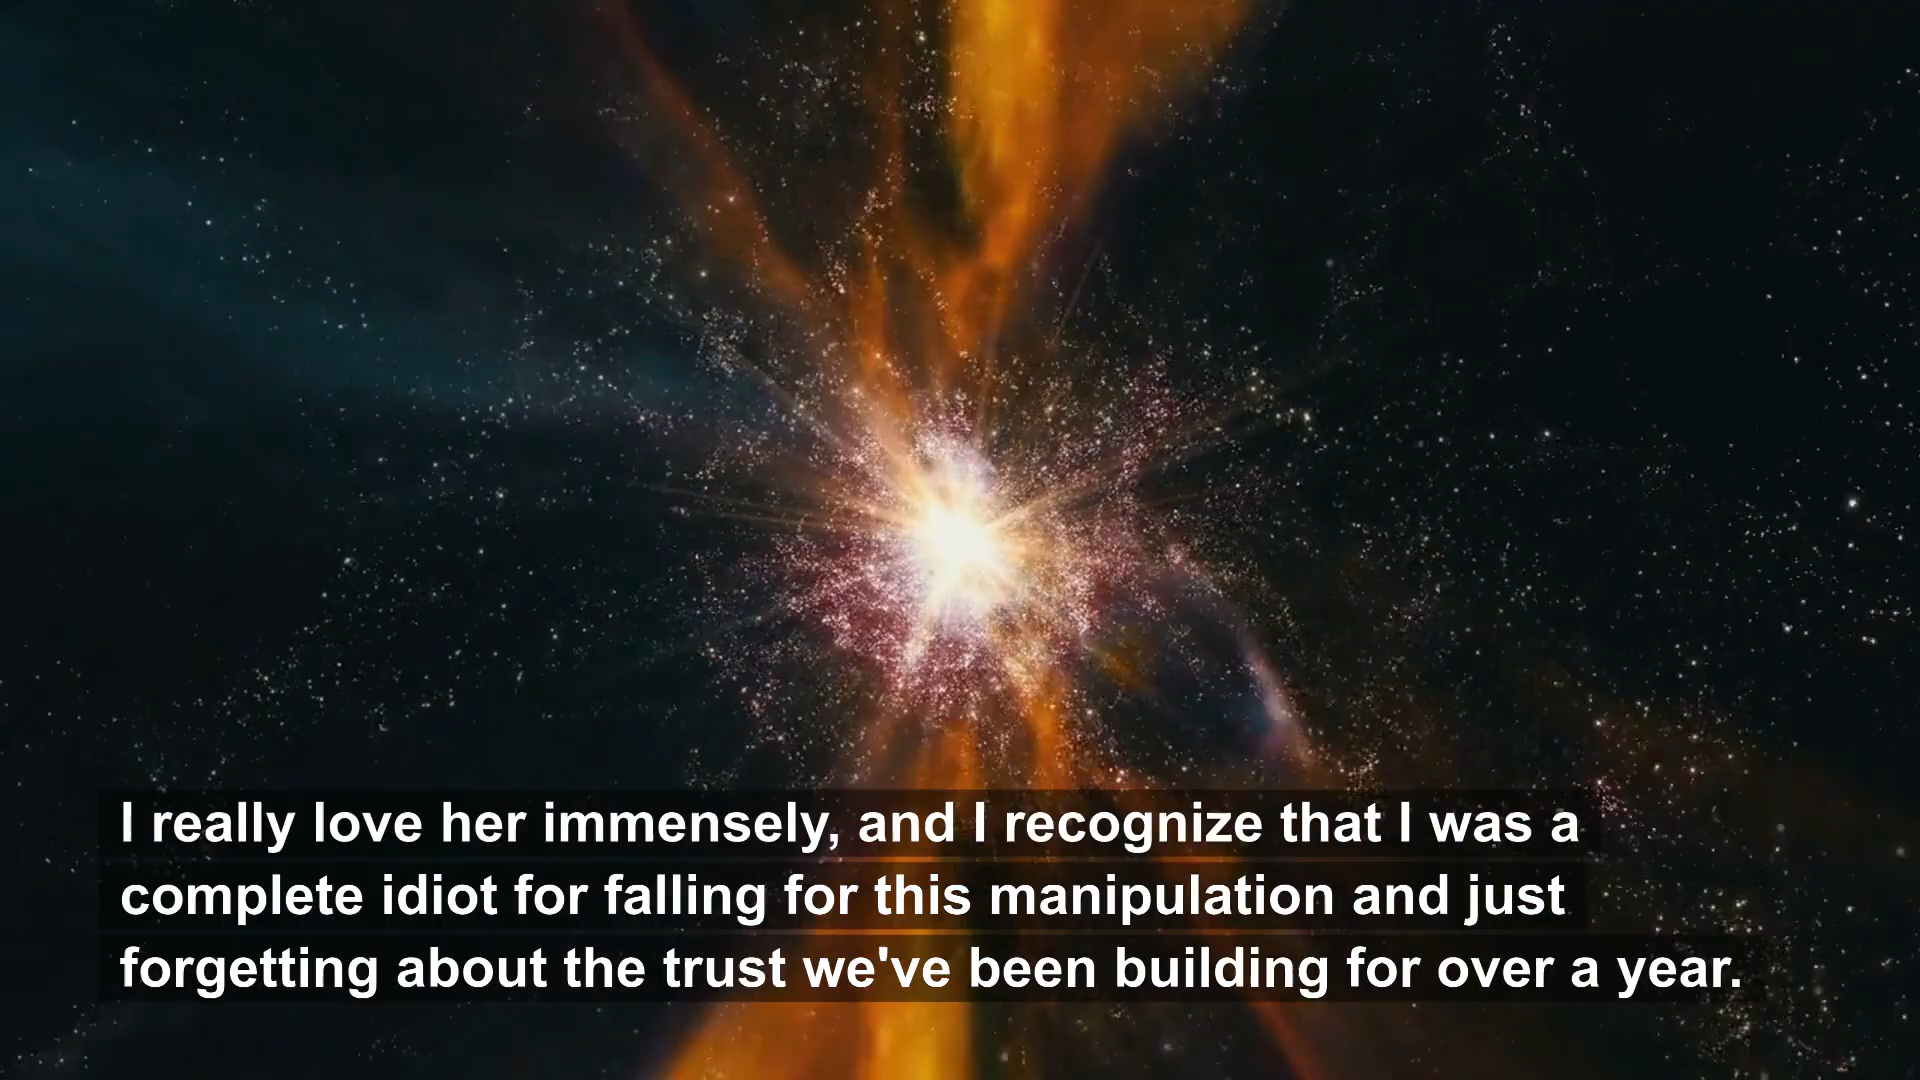 I really love her immensely, and I recognize that I was a
complete idiot for falling for this manipulation and just
forgetting about the trust we've been building for over a year.